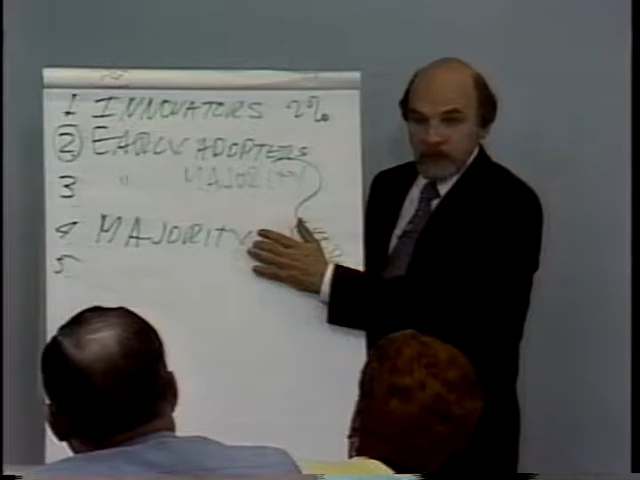 1 INNOVATORS 2%
2 EARLY ADOPTERS
3 " MAJORITY
4 MAJORITY
5